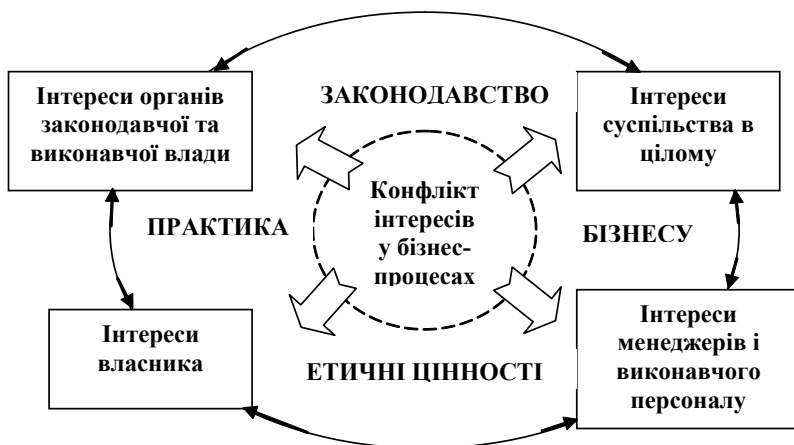 Інтереси органів
законодавчої та
виконавчої влади
ЗАКОНОДАВСТВО
Інтереси
суспільства в
цілому
Конфлікт
інтересів
у бізнес-
процесах
ПРАКТИКА
БІЗНЕСУ
Інтереси
власника
ЕТИЧНІ ЦІННОСТІ
Інтереси
менеджерів і
виконавчого
персоналу